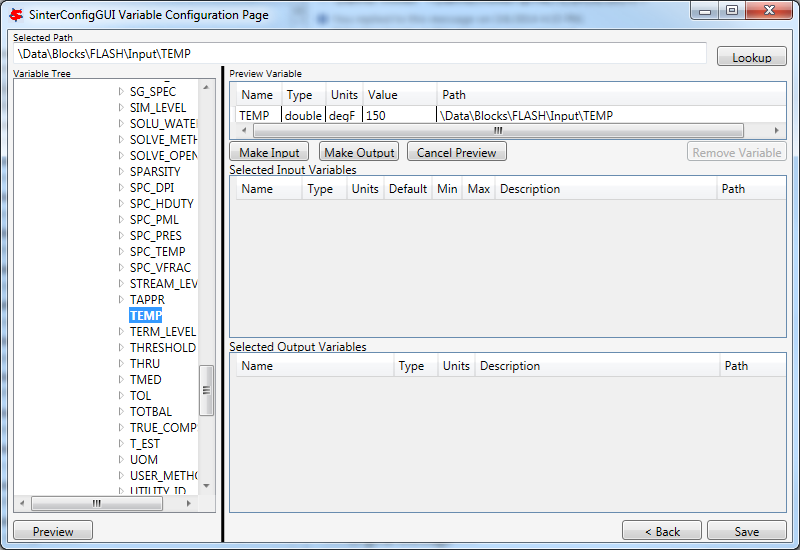 SinterConfigGUI Variable Configuration Page
Selected Path
\Data\Blocks\FLASH\Input\TEMP
Lookup
Variable Tree
SG_SPEC
SIM_LEVEL
SOLU_WATE
SOLVE_METH
SOLVE_OPEN
SPARSITY
SPC_DPI
SPC_HDUTY
SPC_PML
SPC_PRES
SPC_TEMP
SPC_VFRAC
STREAM_LEV
TAPPR
TEMP
TERM_LEVEL
THRESHOLD
THRU
TMED
TOL
TOTBAL
TRUE_COMP
T_EST
UOM
USER_METHO
UTILITY_ID
Preview
Preview Variable
Name Type Units Value Path
TEMP double degF 150 \Data\Blocks\FLASH\Input\TEMP
Make Input Make Output Cancel Preview Remove Variable
Selected Input Variables
Name Type Units Default Min Max Description Path
Selected Output Variables
Name Type Units Description Path
< Back Save